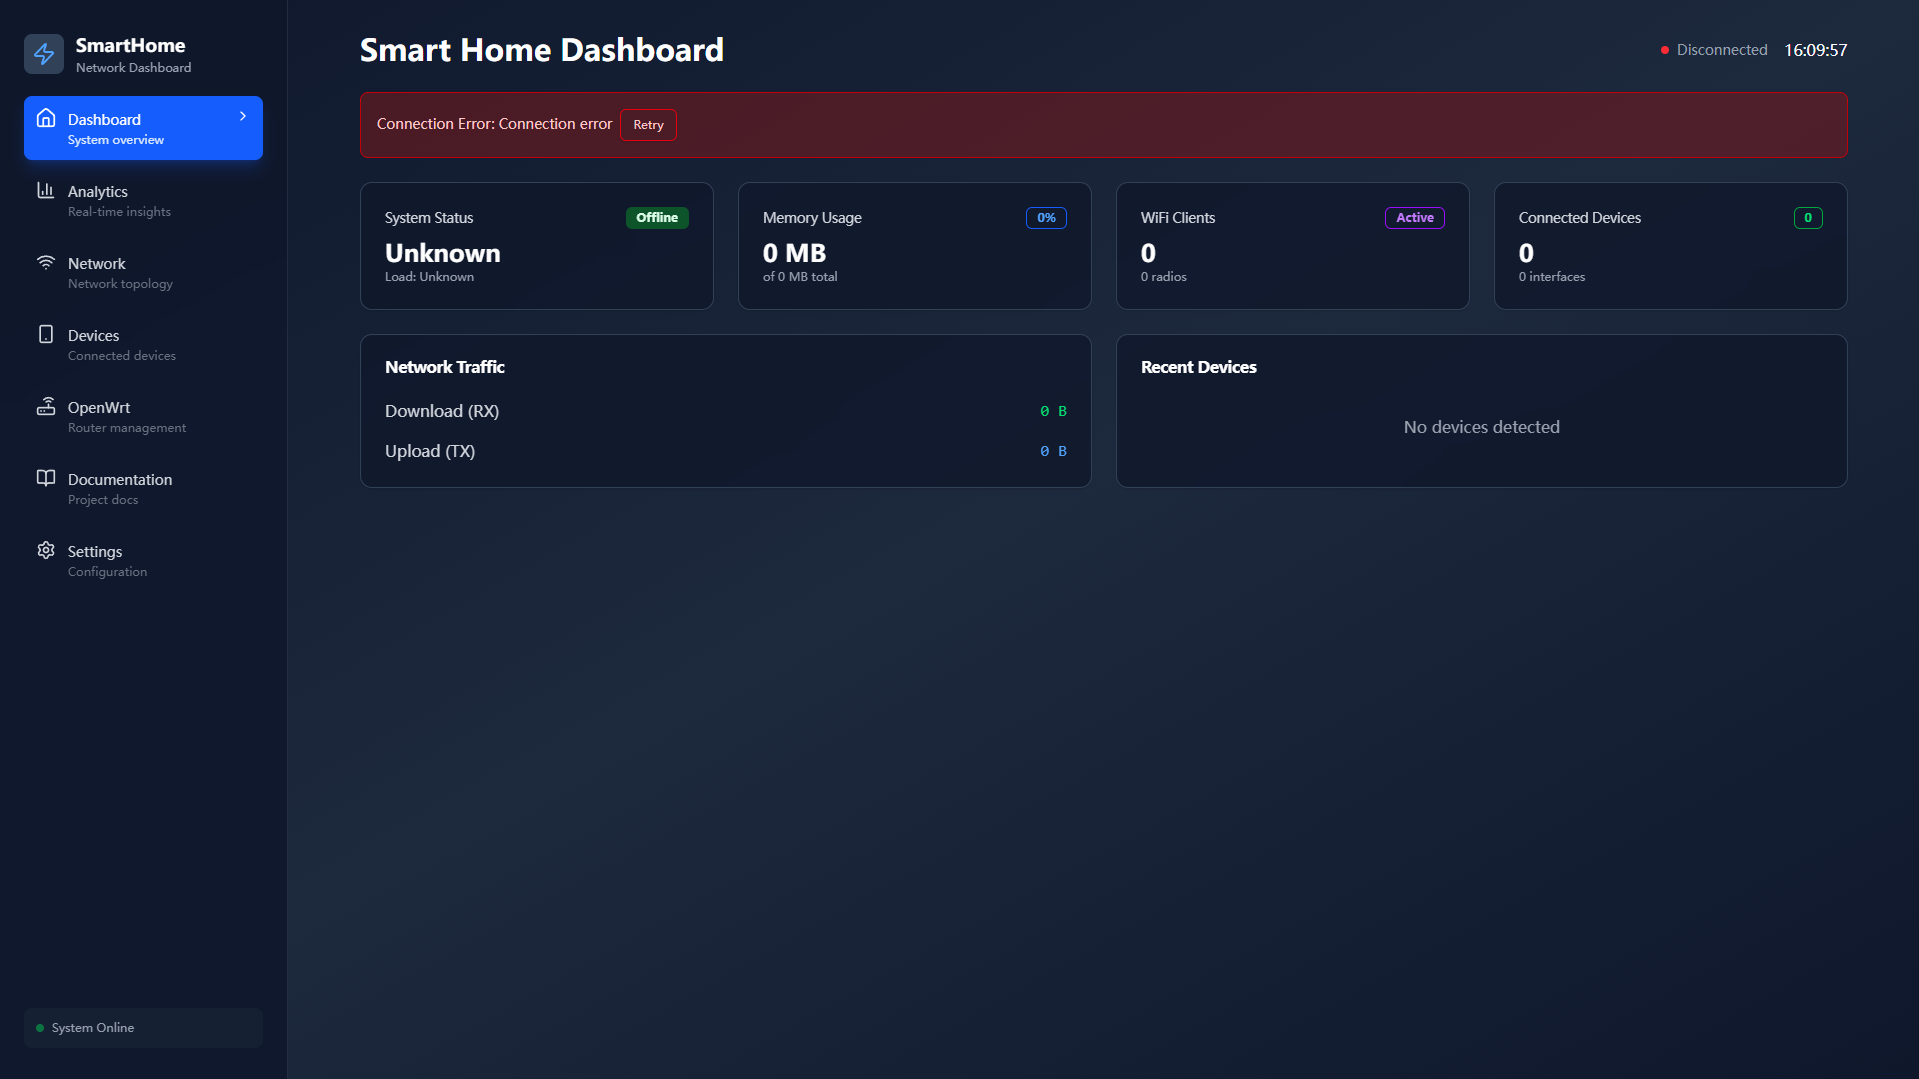 SmartHome
Network Dashboard
Dashboard
System overview
Analytics
Real-time insights
Network
Network topology
Devices
Connected devices
OpenWrt
Router management
Documentation
Project docs
Settings
Configuration
System Online
Smart Home Dashboard
Disconnected 16:09:57
Connection Error: Connection error Retry
System Status Offline
Unknown
Load: Unknown
Memory Usage 0%
0 MB
of 0 MB total
WiFi Clients Active
0
0 radios
Connected Devices 0
0
0 interfaces
Network Traffic
Download (RX) 0 B
Upload (TX) 0 B
Recent Devices
No devices detected